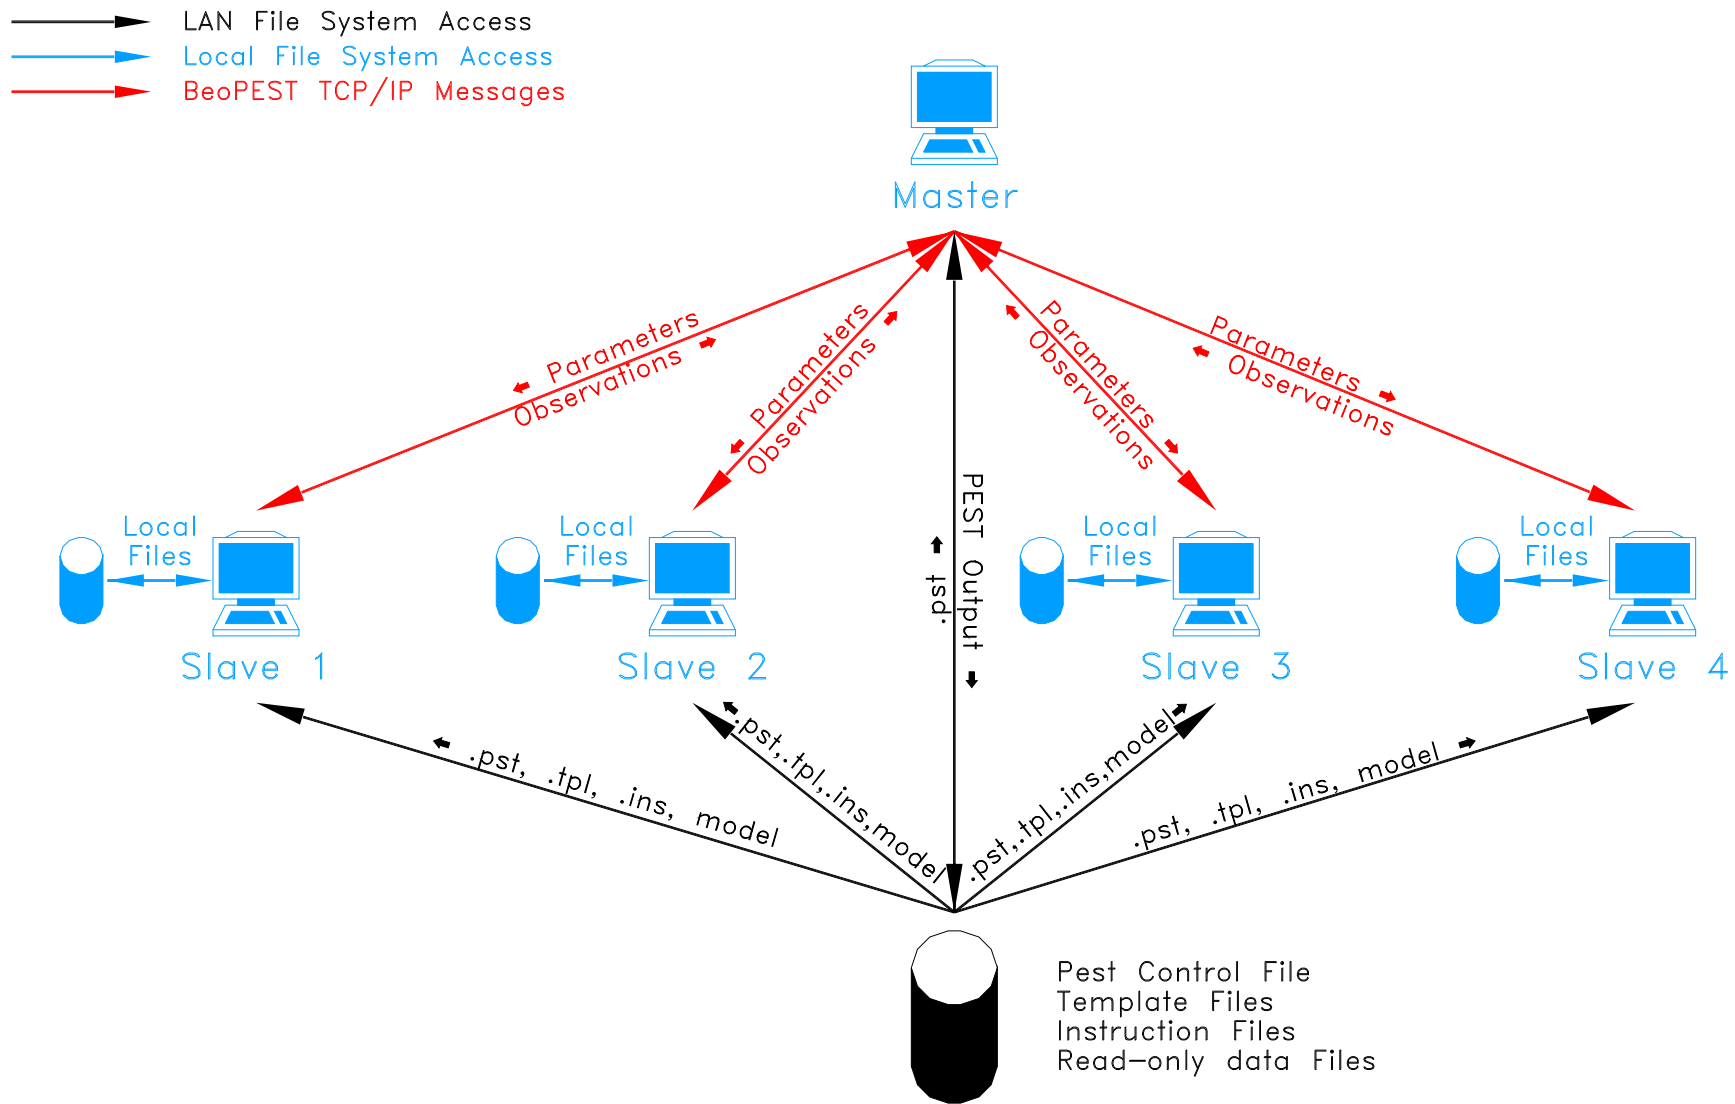 LAN File System Access
Local File System Access
BeoPEST TCP/IP Messages
Master
Parameters
Observations
Parameters
Observations
Parameters
Observations
Parameters
Observations
Local
Files
Slave 1
Local
Files
Slave 2
PEST Output
.pst
Local
Files
Slave 3
Local
Files
Slave 4
.pst, .tpl, .ins, model
.pst,.tpl,.ins,model
.pst,.tpl,.ins,model
.pst, .tpl, .ins, model
Pest Control File
Template Files
Instruction Files
Read-only data Files